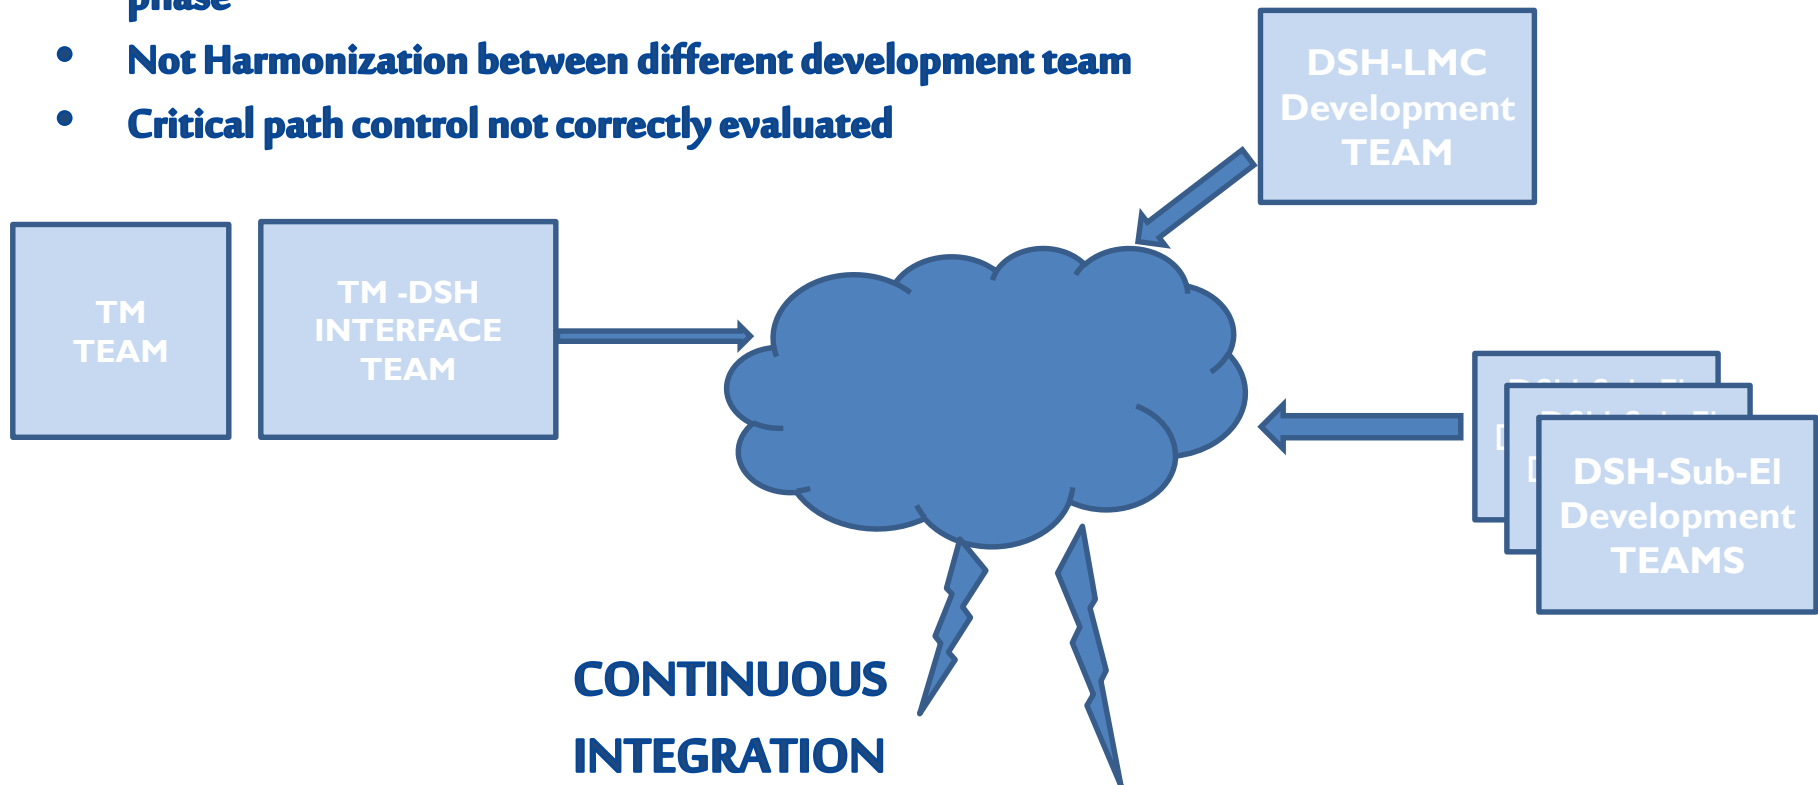 phase
• Not Harmonization between different development team
• Critical path control not correctly evaluated
DSH-LMC
Development
TEAM
TM
TEAM
TM -DSH
INTERFACE
TEAM
DSH-Sub-El
Development
TEAMS
CONTINUOUS
INTEGRATION